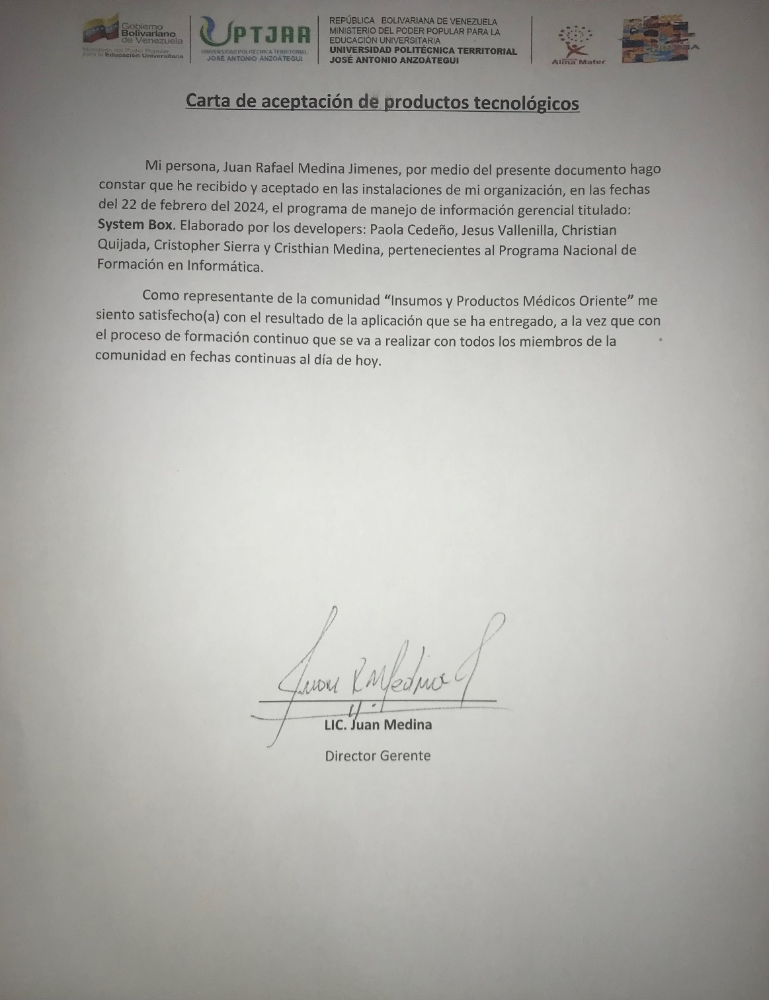 Gobierno
Bolivariano
de Venezuela
Ministerio del Poder Popular
para la Educación Universitaria
UPTJAA
UNIVERSIDAD POLITÉCNICA TERRITORIAL
JOSÉ ANTONIO ANZOÁTEGUI
REPÚBLICA BOLIVARIANA DE VENEZUELA
MINISTERIO DEL PODER POPULAR PARA LA
EDUCACIÓN UNIVERSITARIA
UNIVERSIDAD POLITÉCNICA TERRITORIAL
JOSÉ ANTONIO ANZOÁTEGUI
Alma Mater
Carta de aceptación de productos tecnológicos
Mi persona, Juan Rafael Medina Jimenes, por medio del presente documento hago
constar que he recibido y aceptado en las instalaciones de mi organización, en las fechas
del 22 de febrero del 2024, el programa de manejo de información gerencial titulado:
System Box. Elaborado por los developers: Paola Cedeño, Jesus Vallenilla, Christian
Quijada, Cristopher Sierra y Cristhian Medina, pertenecientes al Programa Nacional de
Formación en Informática.
Como representante de la comunidad “Insumos y Productos Médicos Oriente” me
siento satisfecho(a) con el resultado de la aplicación que se ha entregado, a la vez que con
el proceso de formación continuo que se va a realizar con todos los miembros de la
comunidad en fechas continuas al día de hoy.
Juan R Medina J
LIC. Juan Medina
Director Gerente